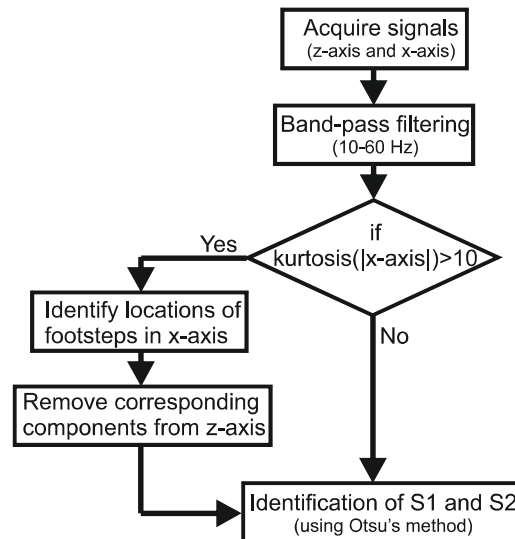 Acquire signals
(z-axis and x-axis)
Band-pass filtering
(10-60 Hz)
if
kurtosis(|x-axis|)>10
Yes
No
Identify locations of
footsteps in x-axis
Remove corresponding
components from z-axis
Identification of S1 and S2
(using Otsu's method)